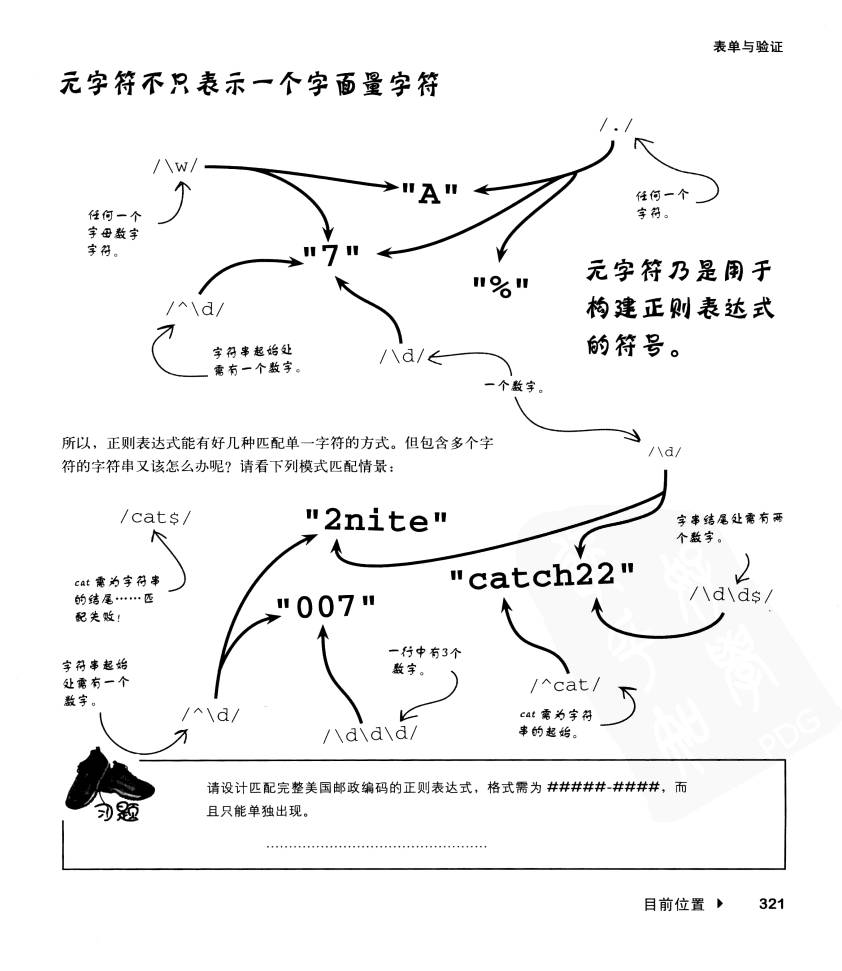 表单与验证
元字符不只表示一个字面量字符
/./
/\w/
"A"
任何一个
字符。
任何一个
字母数字
字符。
"7"
"%"
元字符乃是用于
构建正则表达式
的符号。
/^\d/
字符串起始处
需有一个数字。
/\d/
一个数字。
所以，正则表达式能有好几种匹配单一字符的方式。但包含多个字
符的字符串又该怎么办呢？请看下列模式匹配情景：
/\d/
/cat$/
"2nite"
字串结尾处需有两
个数字。
cat 需为字符串
的结尾……匹
配失败！
"catch22"
/\d\d$/
"007"
一行中有3个
数字。
字符串起始
处需有一个
数字。
/^\d/
/\d\d\d/
/^cat/
cat 需为字符
串的起始。
PDG
习题
请设计匹配完整美国邮政编码的正则表达式，格式需为 #####-####，而
且只能单独出现。
目前位置 321